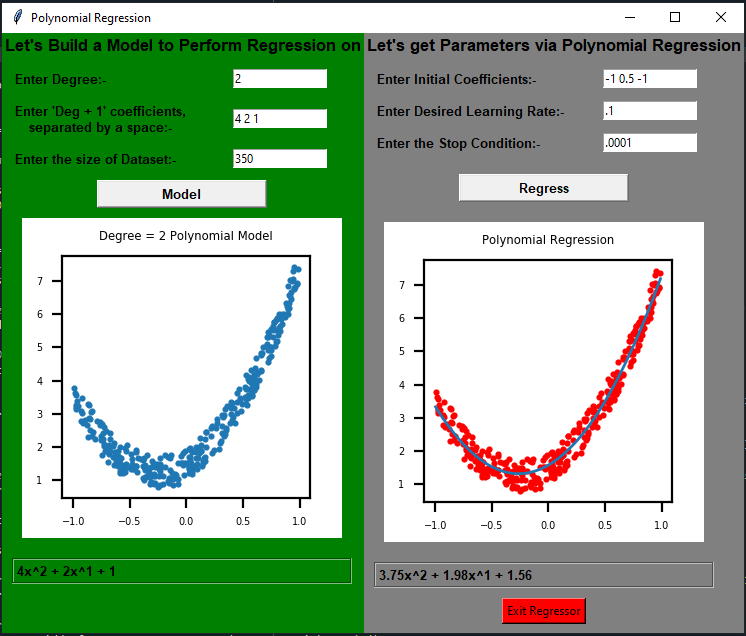 Polynomial Regression
Let's Build a Model to Perform Regression on
Enter Degree:-
2
Enter 'Deg + 1' coefficients,
separated by a space:-
4 2 1
Enter the size of Dataset:-
350
Model
Degree = 2 Polynomial Model
7
6
5
4
3
2
1
−1.0 −0.5 0.0 0.5 1.0
4x^2 + 2x^1 + 1
Let's get Parameters via Polynomial Regression
Enter Initial Coefficients:-
-1 0.5 -1
Enter Desired Learning Rate:-
.1
Enter the Stop Condition:-
.0001
Regress
Polynomial Regression
7
6
5
4
3
2
1
−1.0 −0.5 0.0 0.5 1.0
3.75x^2 + 1.98x^1 + 1.56
Exit Regressor